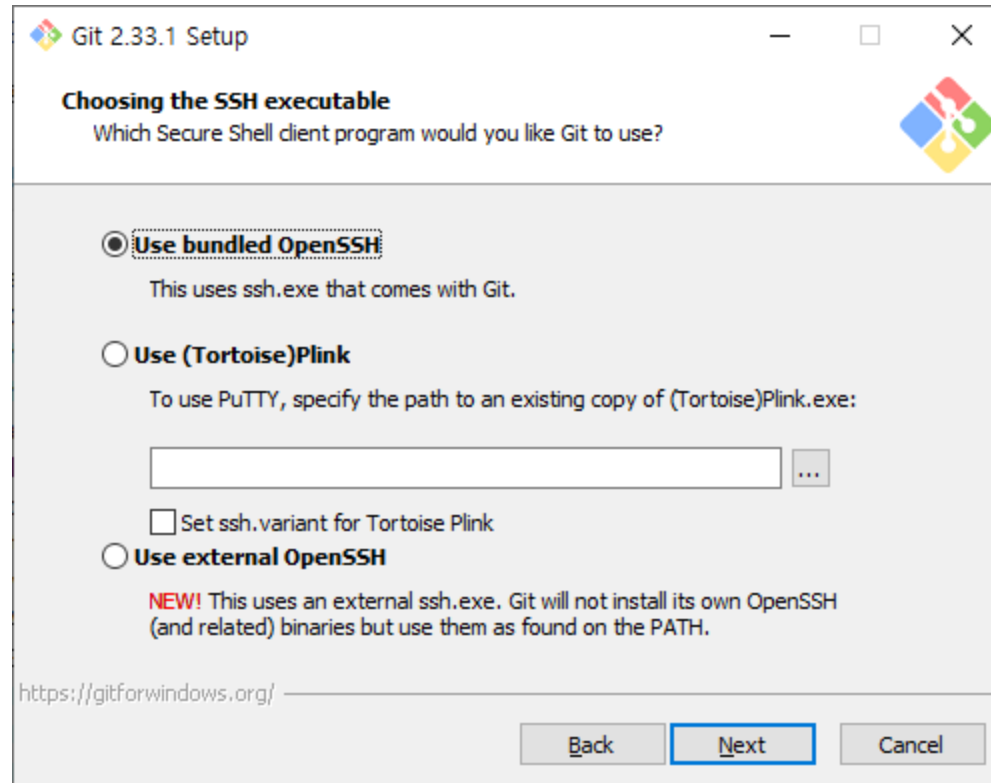 Git 2.33.1 Setup
Choosing the SSH executable
Which Secure Shell client program would you like Git to use?
Use bundled OpenSSH
This uses ssh.exe that comes with Git.
Use (Tortoise)Plink
To use PuTTY, specify the path to an existing copy of (Tortoise)Plink.exe:
...
Set ssh.variant for Tortoise Plink
Use external OpenSSH
NEW! This uses an external ssh.exe. Git will not install its own OpenSSH
(and related) binaries but use them as found on the PATH.
https://gitforwindows.org/
Back Next Cancel